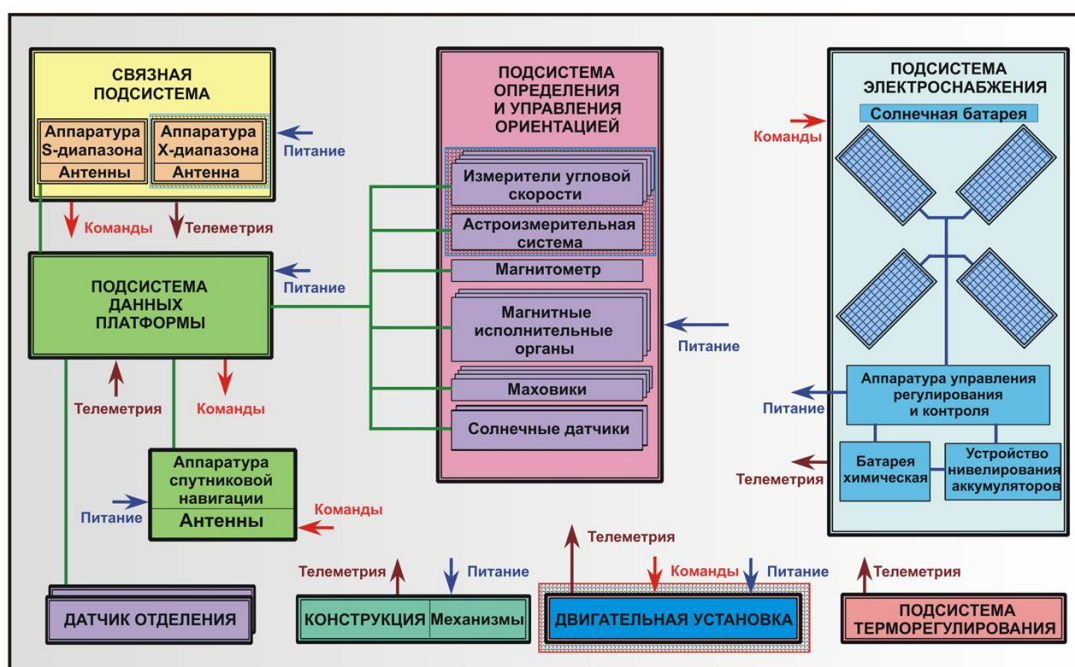 СВЯЗНАЯ
ПОДСИСТЕМА
Аппаратура
S-диапазона
Антенны
Аппаратура
X-диапазона
Антенна
Питание
Команды
Телеметрия
ПОДСИСТЕМА
ДАННЫХ
ПЛАТФОРМЫ
Питание
Телеметрия
Команды
Аппаратура
спутниковой
навигации
Антенны
Питание
Команды
ДАТЧИК ОТДЕЛЕНИЯ
ПОДСИСТЕМА
ОПРЕДЕЛЕНИЯ
И УПРАВЛЕНИЯ
ОРИЕНТАЦИЕЙ
Измерители угловой
скорости
Астроизмерительная
система
Магнитометр
Магнитные
исполнительные
органы
Маховики
Солнечные датчики
Питание
ПОДСИСТЕМА
ЭЛЕКТРОСНАБЖЕНИЯ
Солнечная батарея
Команды
Аппаратура управления
регулирования
и контроля
Питание
Батарея
химическая
Устройство
нивелирования
аккумуляторов
Телеметрия
Телеметрия
Питание
КОНСТРУКЦИЯ Механизмы
Телеметрия
Команды
Питание
ДВИГАТЕЛЬНАЯ УСТАНОВКА
Телеметрия
ПОДСИСТЕМА
ТЕРМОРЕГУЛИРОВАНИЯ